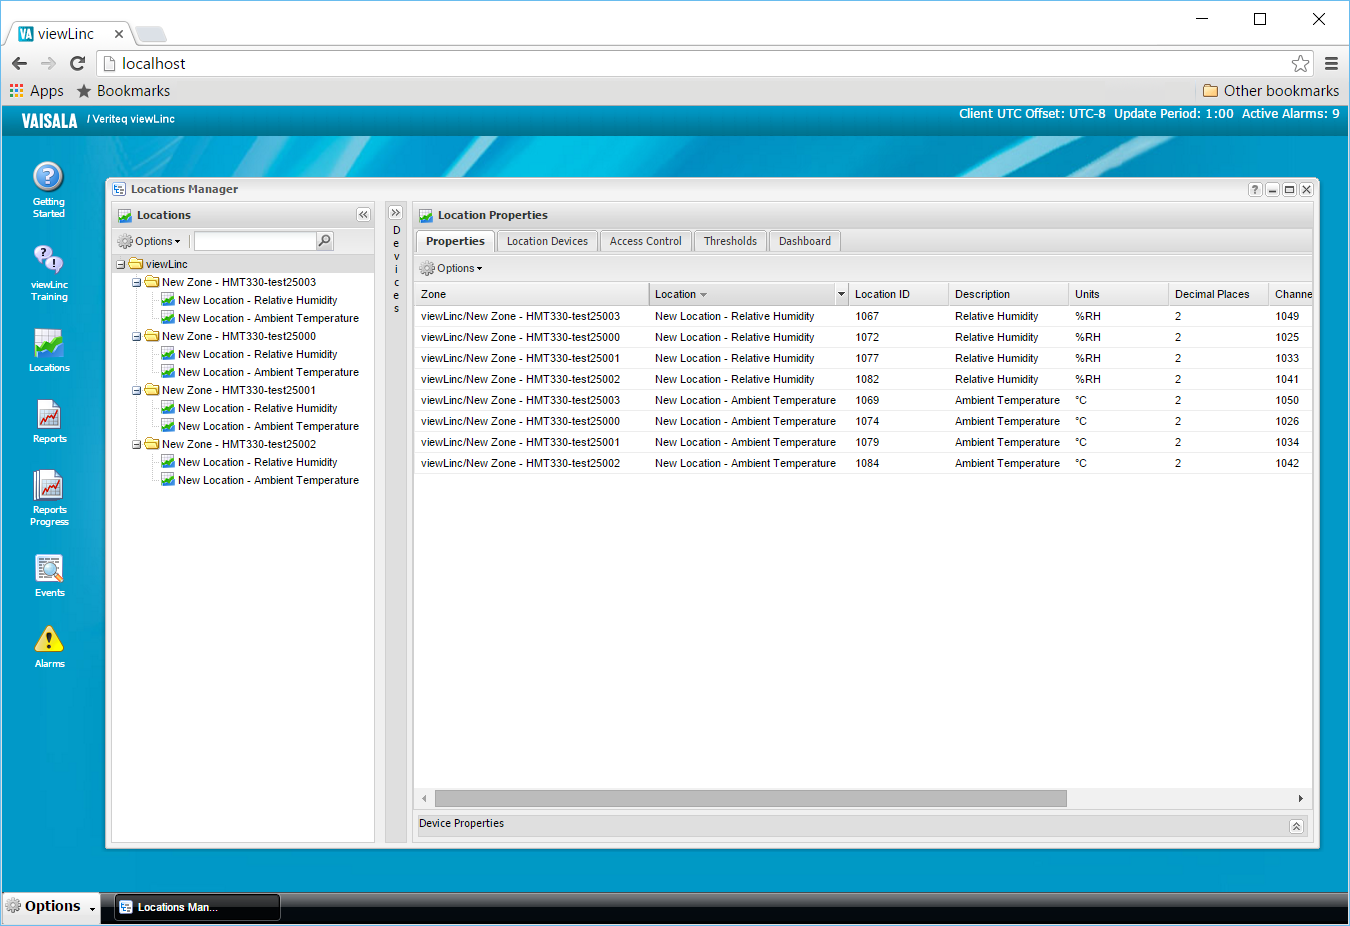 VA viewLinc
localhost
Apps Bookmarks Other bookmarks
VAISALA / Veriteq viewLinc Client UTC Offset: UTC-8 Update Period: 1:00 Active Alarms: 9
Getting
Started
viewLinc
Training
Locations
Reports
Reports
Progress
Events
Alarms
Locations Manager
Locations
Options
viewLinc
New Zone - HMT330-test25003
New Location - Relative Humidity
New Location - Ambient Temperature
New Zone - HMT330-test25000
New Location - Relative Humidity
New Location - Ambient Temperature
New Zone - HMT330-test25001
New Location - Relative Humidity
New Location - Ambient Temperature
New Zone - HMT330-test25002
New Location - Relative Humidity
New Location - Ambient Temperature
Devices
Location Properties
Properties Location Devices Access Control Thresholds Dashboard
Options
Zone Location Location ID Description Units Decimal Places Channe
viewLinc/New Zone - HMT330-test25003 New Location - Relative Humidity 1067 Relative Humidity %RH 2 1049
viewLinc/New Zone - HMT330-test25000 New Location - Relative Humidity 1072 Relative Humidity %RH 2 1025
viewLinc/New Zone - HMT330-test25001 New Location - Relative Humidity 1077 Relative Humidity %RH 2 1033
viewLinc/New Zone - HMT330-test25002 New Location - Relative Humidity 1082 Relative Humidity %RH 2 1041
viewLinc/New Zone - HMT330-test25003 New Location - Ambient Temperature 1069 Ambient Temperature °C 2 1050
viewLinc/New Zone - HMT330-test25000 New Location - Ambient Temperature 1074 Ambient Temperature °C 2 1026
viewLinc/New Zone - HMT330-test25001 New Location - Ambient Temperature 1079 Ambient Temperature °C 2 1034
viewLinc/New Zone - HMT330-test25002 New Location - Ambient Temperature 1084 Ambient Temperature °C 2 1042
Device Properties
Options Locations Man...